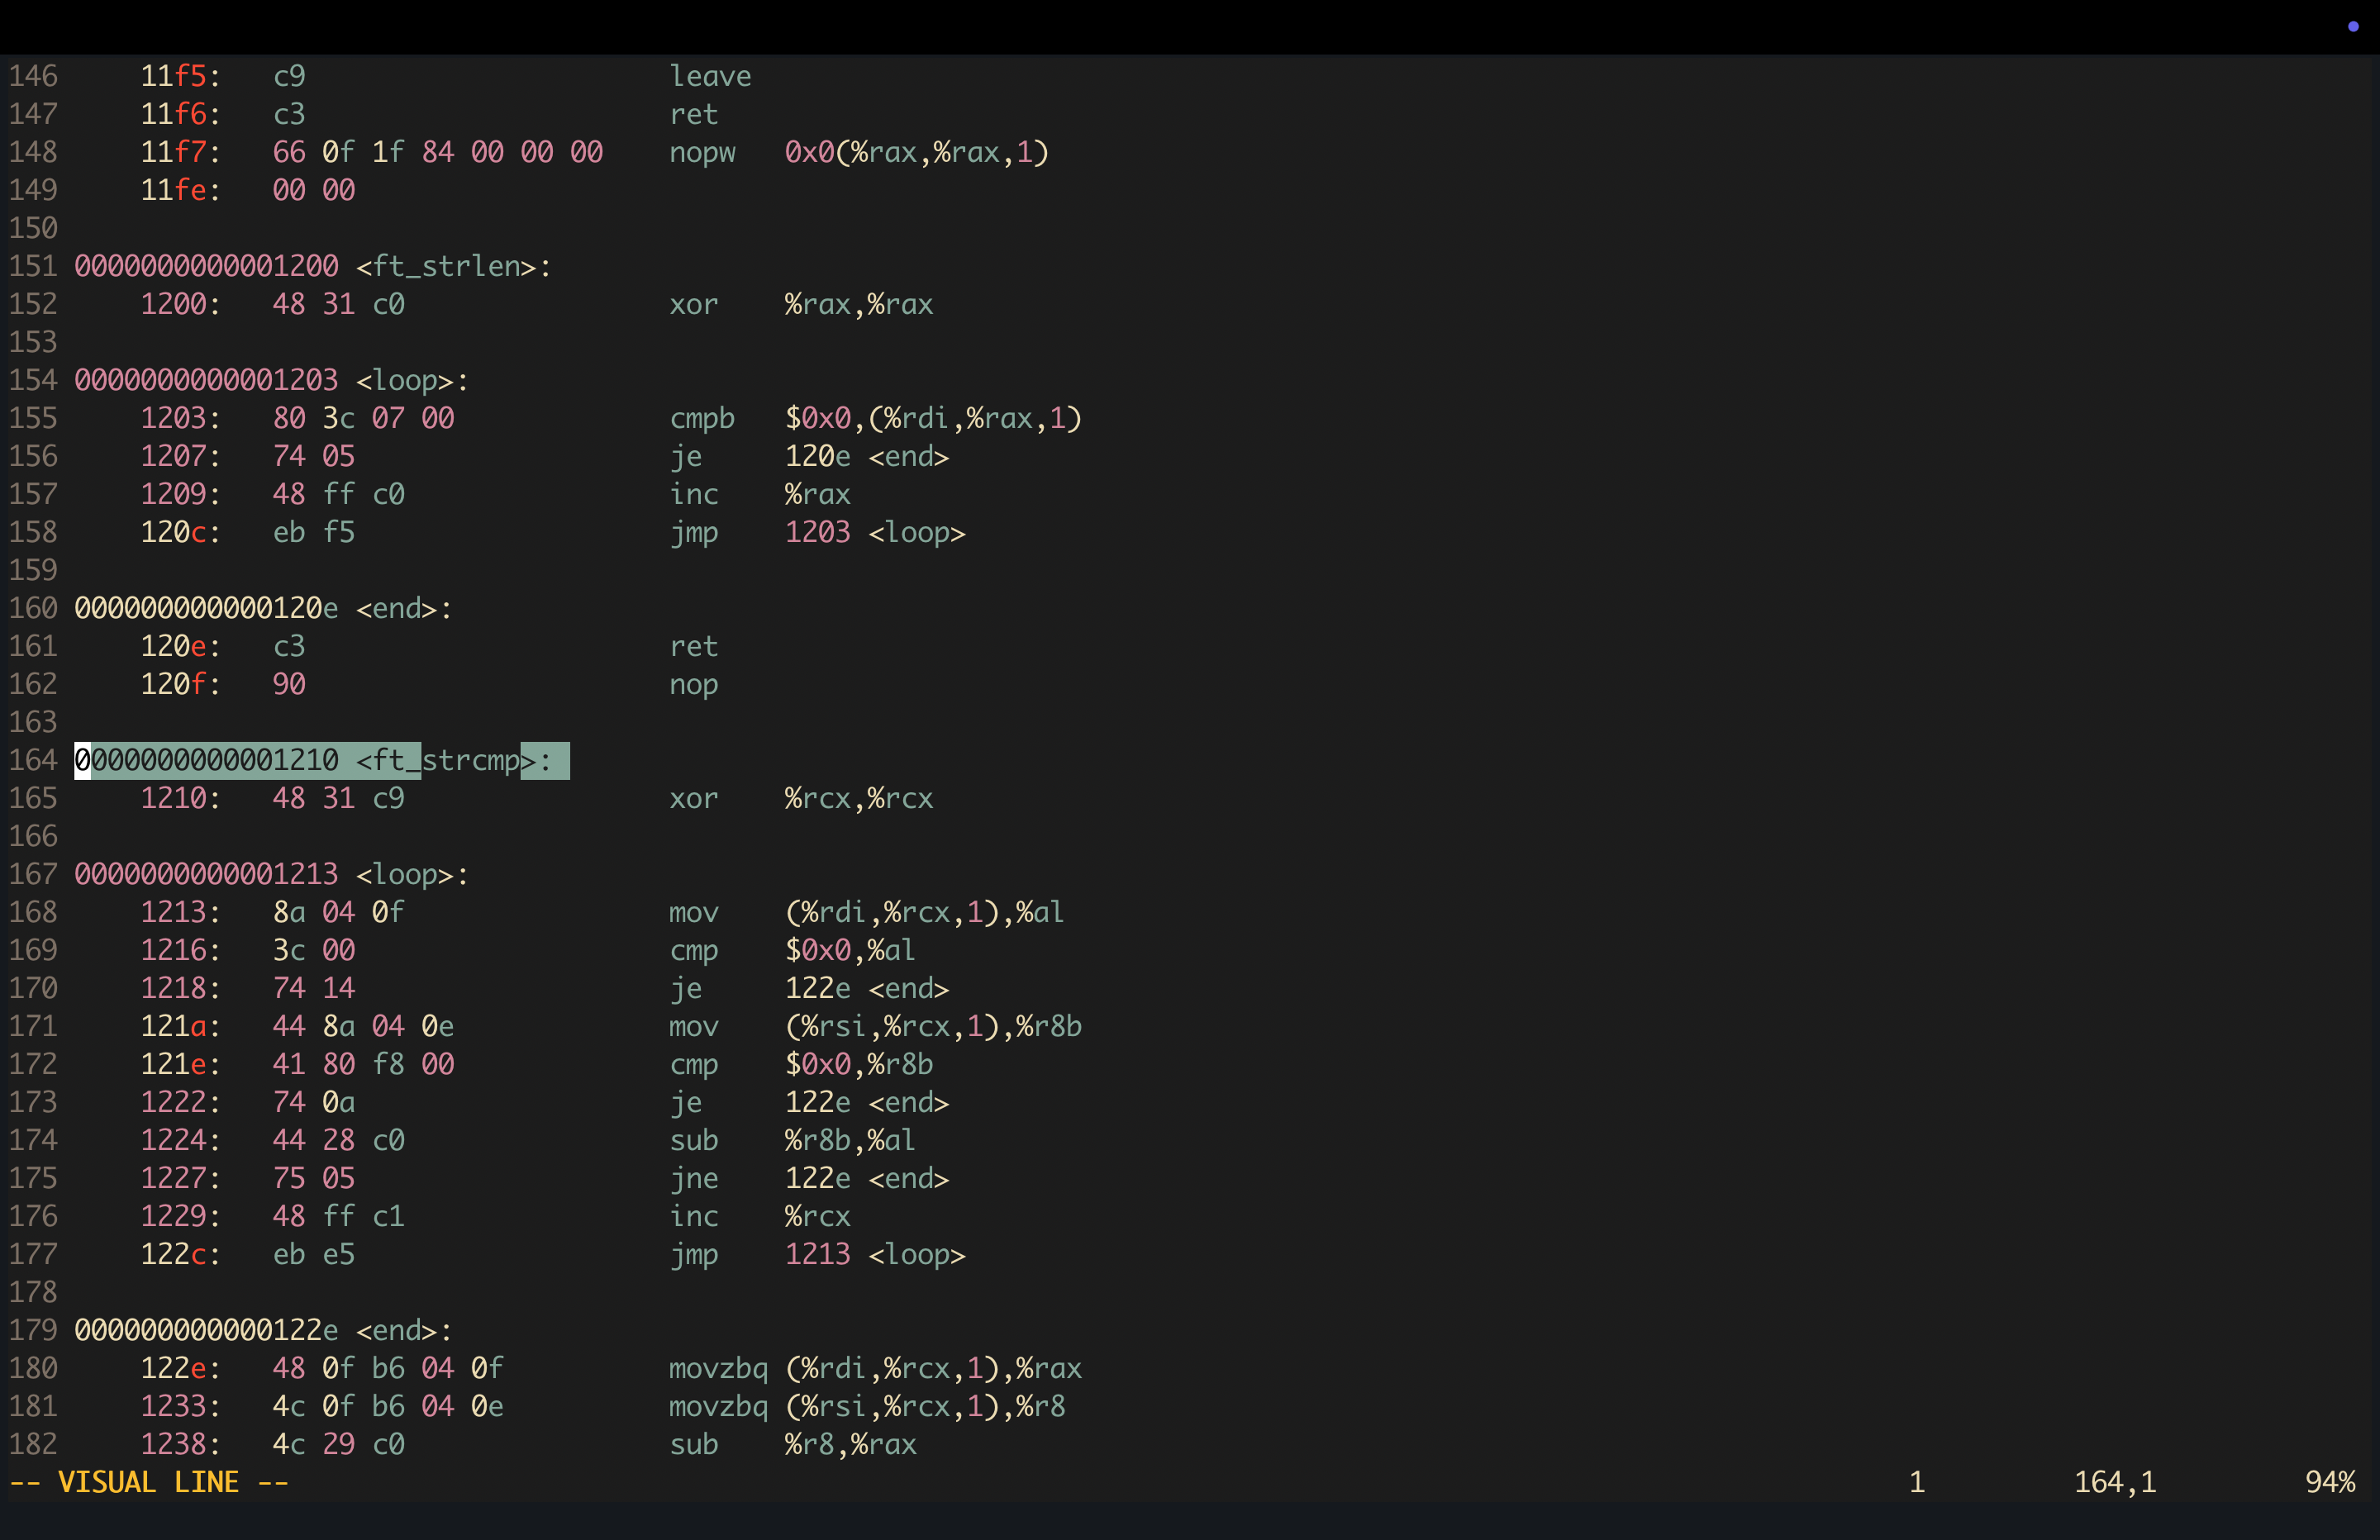 146     11f5:   c9                      leave
147     11f6:   c3                      ret
148     11f7:   66 0f 1f 84 00 00 00    nopw   0x0(%rax,%rax,1)
149     11fe:   00 00
150
151 0000000000001200 <ft_strlen>:
152     1200:   48 31 c0                xor    %rax,%rax
153
154 0000000000001203 <loop>:
155     1203:   80 3c 07 00             cmpb   $0x0,(%rdi,%rax,1)
156     1207:   74 05                   je     120e <end>
157     1209:   48 ff c0                inc    %rax
158     120c:   eb f5                   jmp    1203 <loop>
159
160 000000000000120e <end>:
161     120e:   c3                      ret
162     120f:   90                      nop
163
164 0000000000001210 <ft_strcmp>:
165     1210:   48 31 c9                xor    %rcx,%rcx
166
167 0000000000001213 <loop>:
168     1213:   8a 04 0f                mov    (%rdi,%rcx,1),%al
169     1216:   3c 00                   cmp    $0x0,%al
170     1218:   74 14                   je     122e <end>
171     121a:   44 8a 04 0e             mov    (%rsi,%rcx,1),%r8b
172     121e:   41 80 f8 00             cmp    $0x0,%r8b
173     1222:   74 0a                   je     122e <end>
174     1224:   44 28 c0                sub    %r8b,%al
175     1227:   75 05                   jne    122e <end>
176     1229:   48 ff c1                inc    %rcx
177     122c:   eb e5                   jmp    1213 <loop>
178
179 000000000000122e <end>:
180     122e:   48 0f b6 04 0f          movzbq (%rdi,%rcx,1),%rax
181     1233:   4c 0f b6 04 0e          movzbq (%rsi,%rcx,1),%r8
182     1238:   4c 29 c0                sub    %r8,%rax
-- VISUAL LINE --    1    164,1    94%